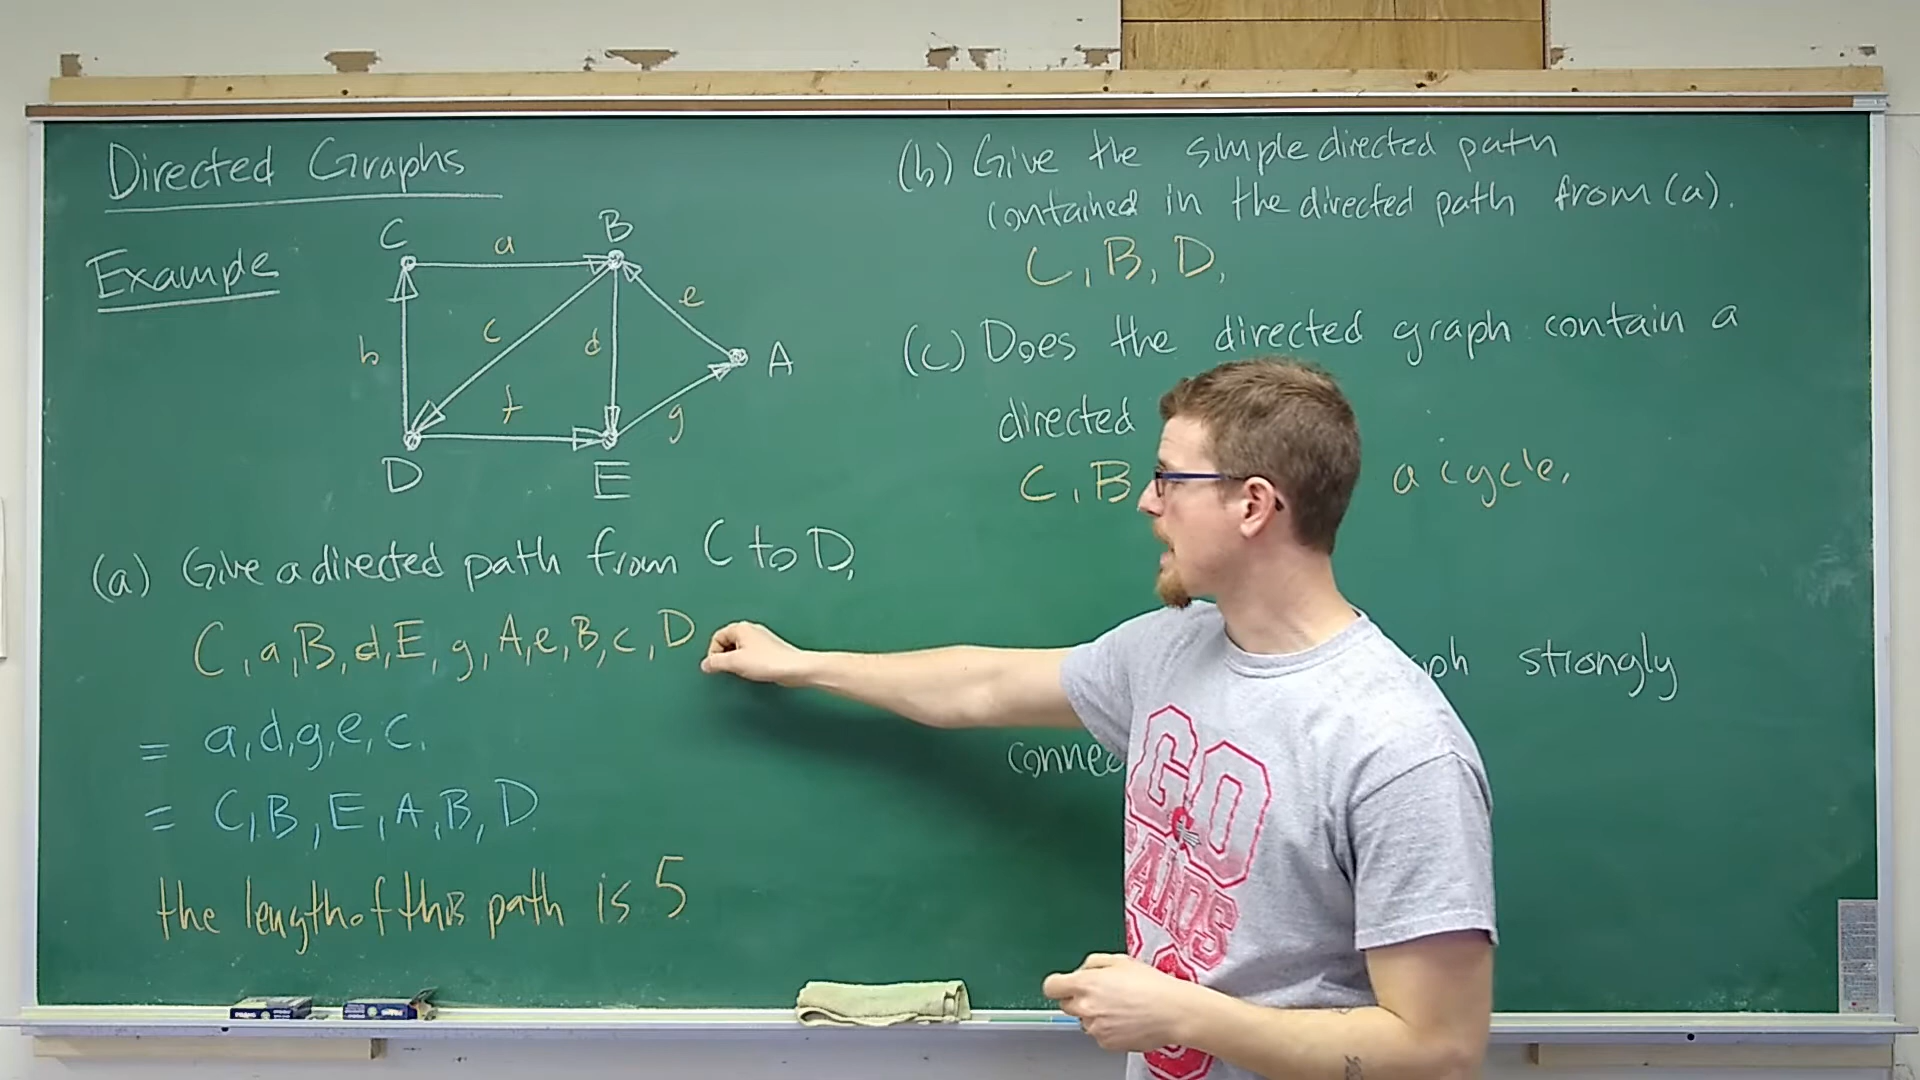 Directed Graphs
Example
C
a
B
e
b
c
d
A
f
g
D
E
(a) Give a directed path from C to D.
C, a, B, d, E, g, A, e, B, c, D
= a, d, g, e, c.
= C, B, E, A, B, D.
the length of this path is 5
(b) Give the simple directed path
contained in the directed path from (a).
C, B, D,
(c) Does the directed graph contain a
directed
C, B a cycle.
strongly
GO